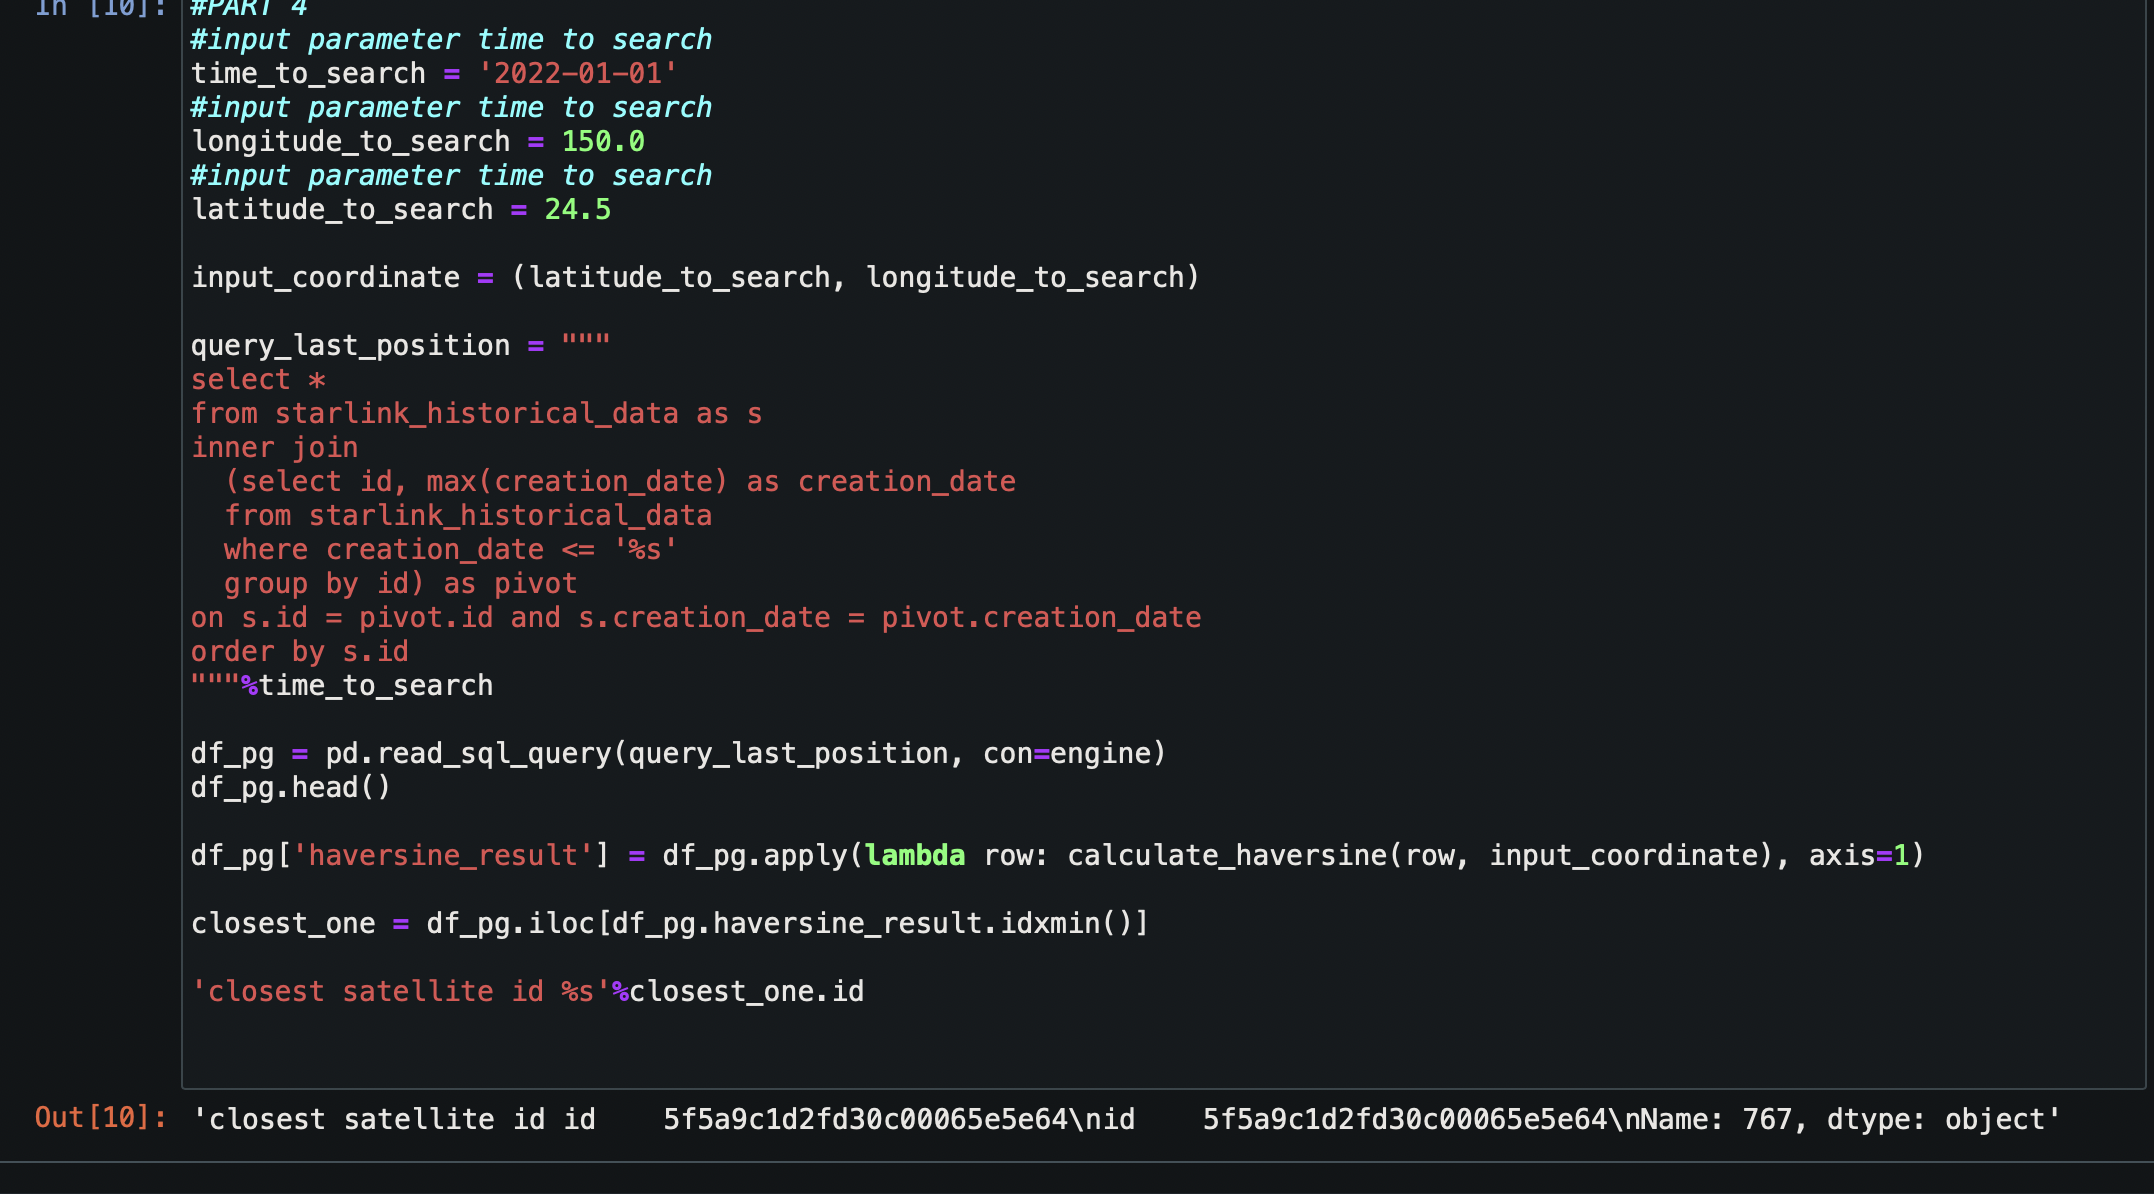 In [10]: #PART 4
#input parameter time to search
time_to_search = '2022-01-01'
#input parameter time to search
longitude_to_search = 150.0
#input parameter time to search
latitude_to_search = 24.5

input_coordinate = (latitude_to_search, longitude_to_search)

query_last_position = """
select *
from starlink_historical_data as s
inner join
  (select id, max(creation_date) as creation_date
  from starlink_historical_data
  where creation_date <= '%s'
  group by id) as pivot
on s.id = pivot.id and s.creation_date = pivot.creation_date
order by s.id
"""%time_to_search

df_pg = pd.read_sql_query(query_last_position, con=engine)
df_pg.head()

df_pg['haversine_result'] = df_pg.apply(lambda row: calculate_haversine(row, input_coordinate), axis=1)

closest_one = df_pg.iloc[df_pg.haversine_result.idxmin()]

'closest satellite id %s'%closest_one.id

Out[10]: 'closest satellite id id    5f5a9c1d2fd30c00065e5e64\nid    5f5a9c1d2fd30c00065e5e64\nName: 767, dtype: object'